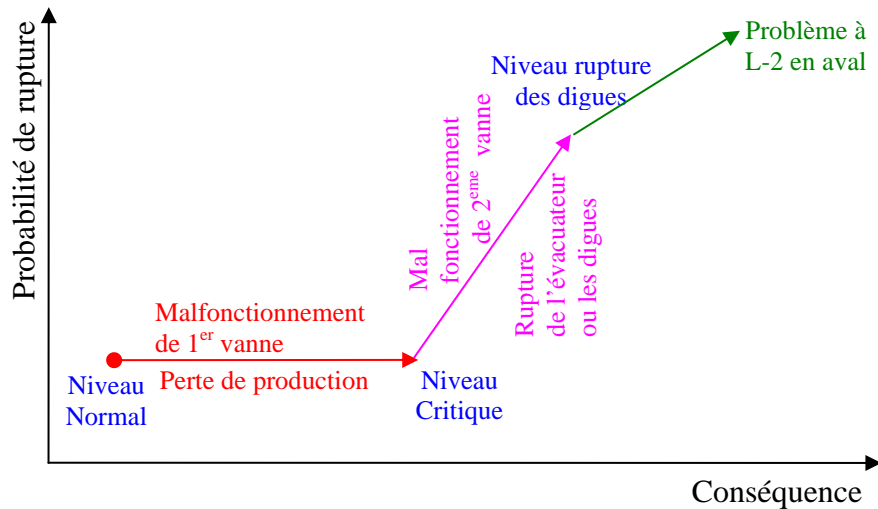 Probabilité de rupture
Problème à
L-2 en aval
Niveau rupture
des digues
Mal
fonctionnement
de 2eme vanne
Rupture
de l’évacuateur
ou les digues
Malfonctionnement
de 1er vanne
Perte de production
Niveau
Normal
Niveau
Critique
Conséquence